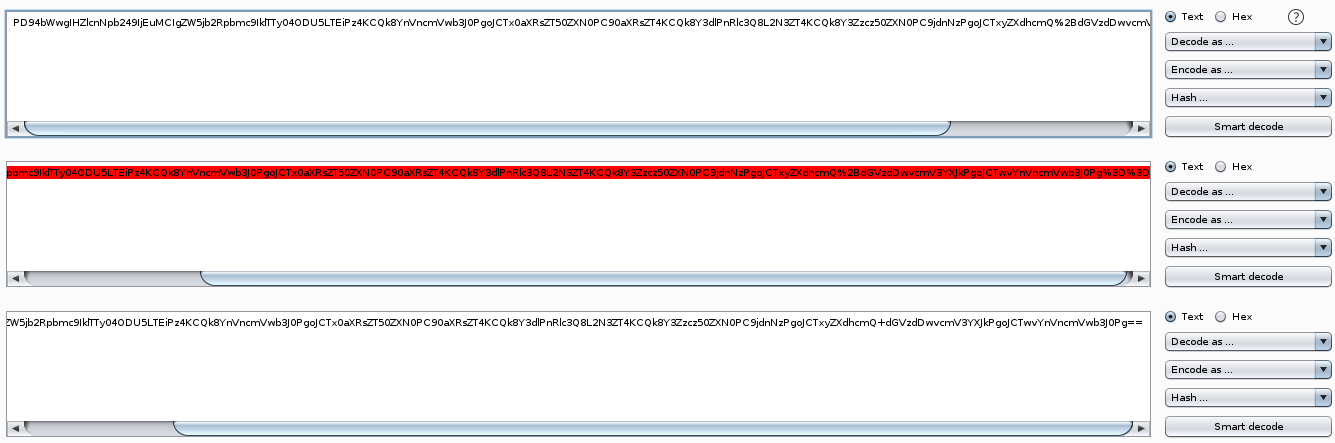 PD94bWwgIHZlcnNpb249IjEuMCIgZW5jb2Rpbmc9IklTTy04ODU5LTEiPz4KCQk8YnVncmVwb3J0PgoJCTx0aXRsZT50ZXN0PC90aXRsZT4KCQk8Y3dlPnRlc3Q8L2N3ZT4KCQk8Y3Zzcz50ZXN0PC9jdnNzPgoJCTxyZXdhcmQ%2BdGVzdDwvcmV
Text Hex ?
Decode as ...
Encode as ...
Hash ...
Smart decode
pbmc9IklTTy04ODU5LTEiPz4KCQk8YnVncmVwb3J0PgoJCTx0aXRsZT50ZXN0PC90aXRsZT4KCQk8Y3dlPnRlc3Q8L2N3ZT4KCQk8Y3Zzcz50ZXN0PC9jdnNzPgoJCTxyZXdhcmQ%2BdGVzdDwvcmV3YXJkPgoJCTwvYnVncmVwb3J0Pg%3D%3D
Text Hex
Decode as ...
Encode as ...
Hash ...
Smart decode
ZW5jb2Rpbmc9IklTTy04ODU5LTEiPz4KCQk8YnVncmVwb3J0PgoJCTx0aXRsZT50ZXN0PC90aXRsZT4KCQk8Y3dlPnRlc3Q8L2N3ZT4KCQk8Y3Zzcz50ZXN0PC9jdnNzPgoJCTxyZXdhcmQ+dGVzdDwvcmV3YXJkPgoJCTwvYnVncmVwb3J0Pg==
Text Hex
Decode as ...
Encode as ...
Hash ...
Smart decode